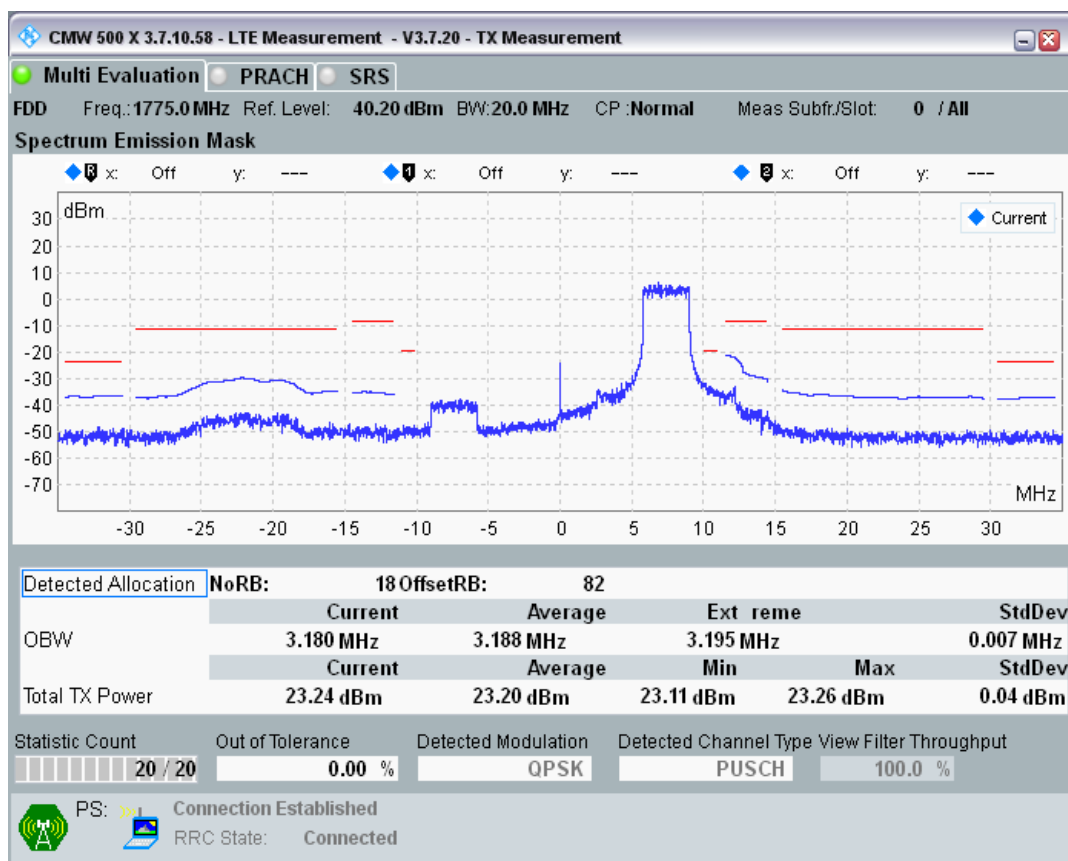 CMW 500 X 3.7.10.58 - LTE Measurement - V3.7.20 - TX Measurement
Multi Evaluation PRACH SRS
FDD Freq.: 1775.0 MHz Ref. Level: 40.20 dBm BW: 20.0 MHz CP : Normal Meas Subfr./Slot: 0 / All
Spectrum Emission Mask
R x: Off y: --- 1 x: Off y: --- 2 x: Off y: ---
dBm
Current
30
20
10
0
-10
-20
-30
-40
-50
-60
-70
MHz
-30 -25 -20 -15 -10 -5 0 5 10 15 20 25 30
Detected Allocation NoRB: 18 OffsetRB: 82
Current Average Ext reme StdDev
OBW 3.180 MHz 3.188 MHz 3.195 MHz 0.007 MHz
Current Average Min Max StdDev
Total TX Power 23.24 dBm 23.20 dBm 23.11 dBm 23.26 dBm 0.04 dBm
Statistic Count Out of Tolerance Detected Modulation Detected Channel Type View Filter Throughput
20 / 20 0.00 % QPSK PUSCH 100.0 %
PS: Connection Established
RRC State: Connected